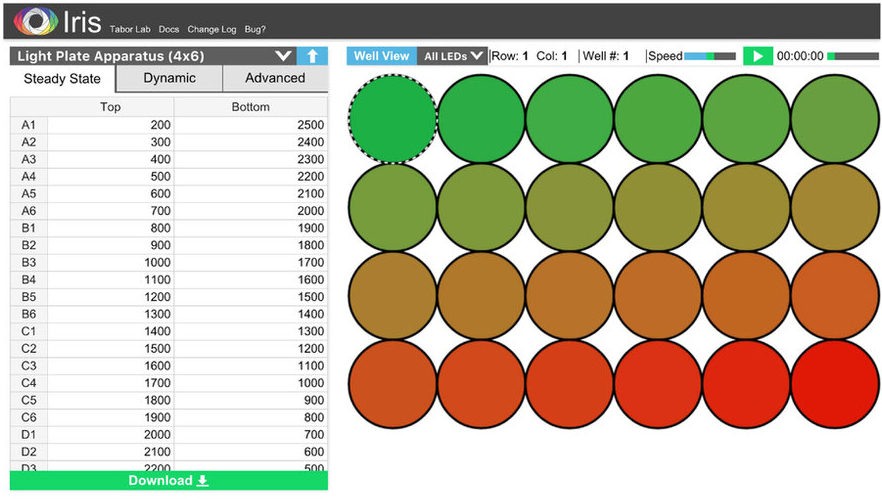 Iris Tabor Lab Docs Change Log Bug?
Light Plate Apparatus (4x6)
Steady State Dynamic Advanced
Top Bottom
A1 200 2500
A2 300 2400
A3 400 2300
A4 500 2200
A5 600 2100
A6 700 2000
B1 800 1900
B2 900 1800
B3 1000 1700
B4 1100 1600
B5 1200 1500
B6 1300 1400
C1 1400 1300
C2 1500 1200
C3 1600 1100
C4 1700 1000
C5 1800 900
C6 1900 800
D1 2000 700
D2 2100 600
D3 2200 500
Download
Well View All LEDs Row: 1 Col: 1 Well #: 1 Speed 00:00:00